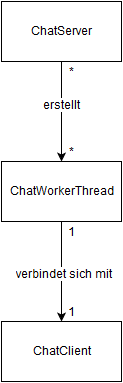 ChatServer
*
erstellt
*
ChatWorkerThread
1
verbindet sich mit
1
ChatClient